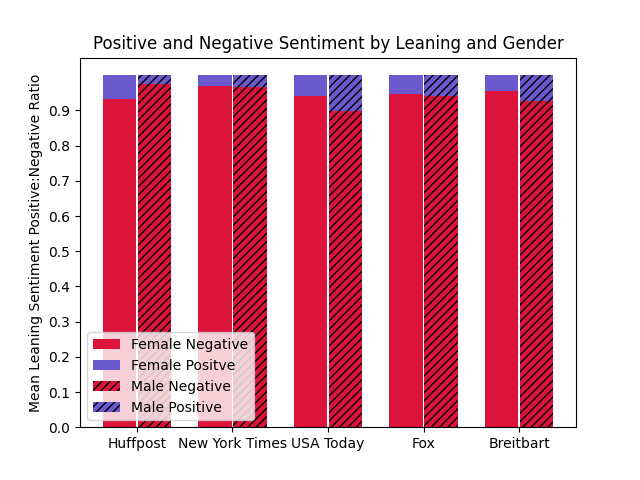 Positive and Negative Sentiment by Leaning and Gender
Mean Leaning Sentiment Positive:Negative Ratio
0.9
0.8
0.7
0.6
0.5
0.4
0.3
0.2
0.1
0.0
Female Negative
Female Positve
Male Negative
Male Positive
Huffpost New York Times USA Today Fox Breitbart